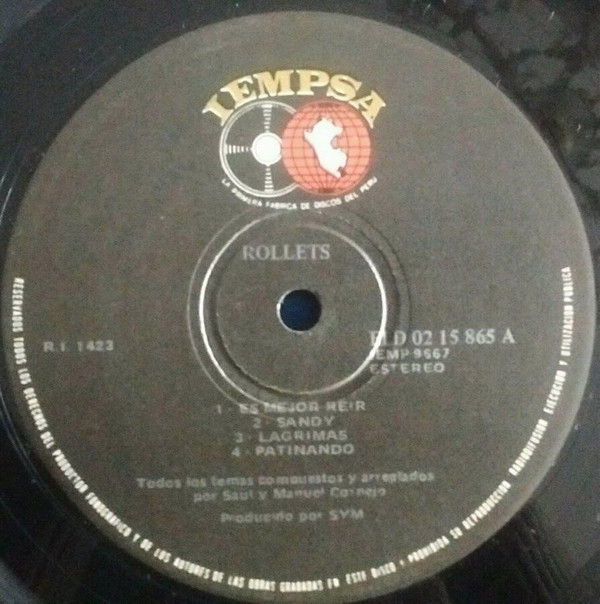 IEMPSA
LA PRIMERA FABRICA DE DISCOS DEL PERU
ROLLETS
R.I. 1423
ELD 02 15 865 A
IEMP 9667
ESTEREO
1 - ES MEJOR REIR
2 - SANDY
3 - LAGRIMAS
4 - PATINANDO
Todos los temas compuestos y arreglados
por Saul y Manuel Cornejo
Producido por SYM
RESERVADOS TODOS LOS DERECHOS DEL PRODUCTOR FONOGRAFICO Y DE LOS AUTORES DE LAS OBRAS GRABADAS EN ESTE DISCO - PROHIBIDA SU REPRODUCCION RADIODIFUSION EJECUCION Y UTILIZACION PUBLICA